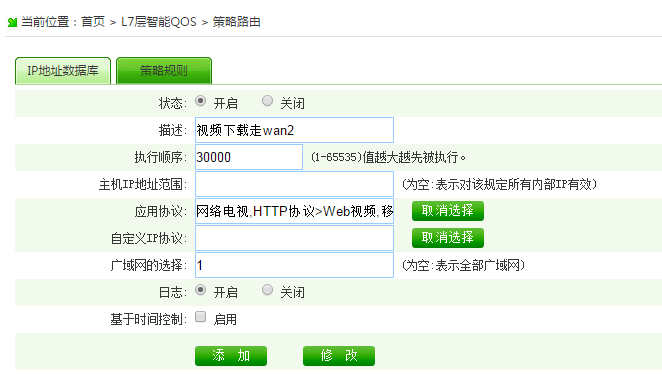 当前位置：首页 > L7层智能QOS > 策略路由
IP地址数据库 策略规则
状态: 开启 关闭
描述: 视频下载走wan2
执行顺序: 30000 (1-65535)值越大越先被执行。
主机IP地址范围: (为空:表示对该规定所有内部IP有效)
应用协议: 网络电视,HTTP协议>Web视频,移 取消选择
自定义IP协议: 取消选择
广域网的选择: 1 (为空:表示全部广域网)
日志: 开启 关闭
基于时间控制: 启用
添 加 修 改